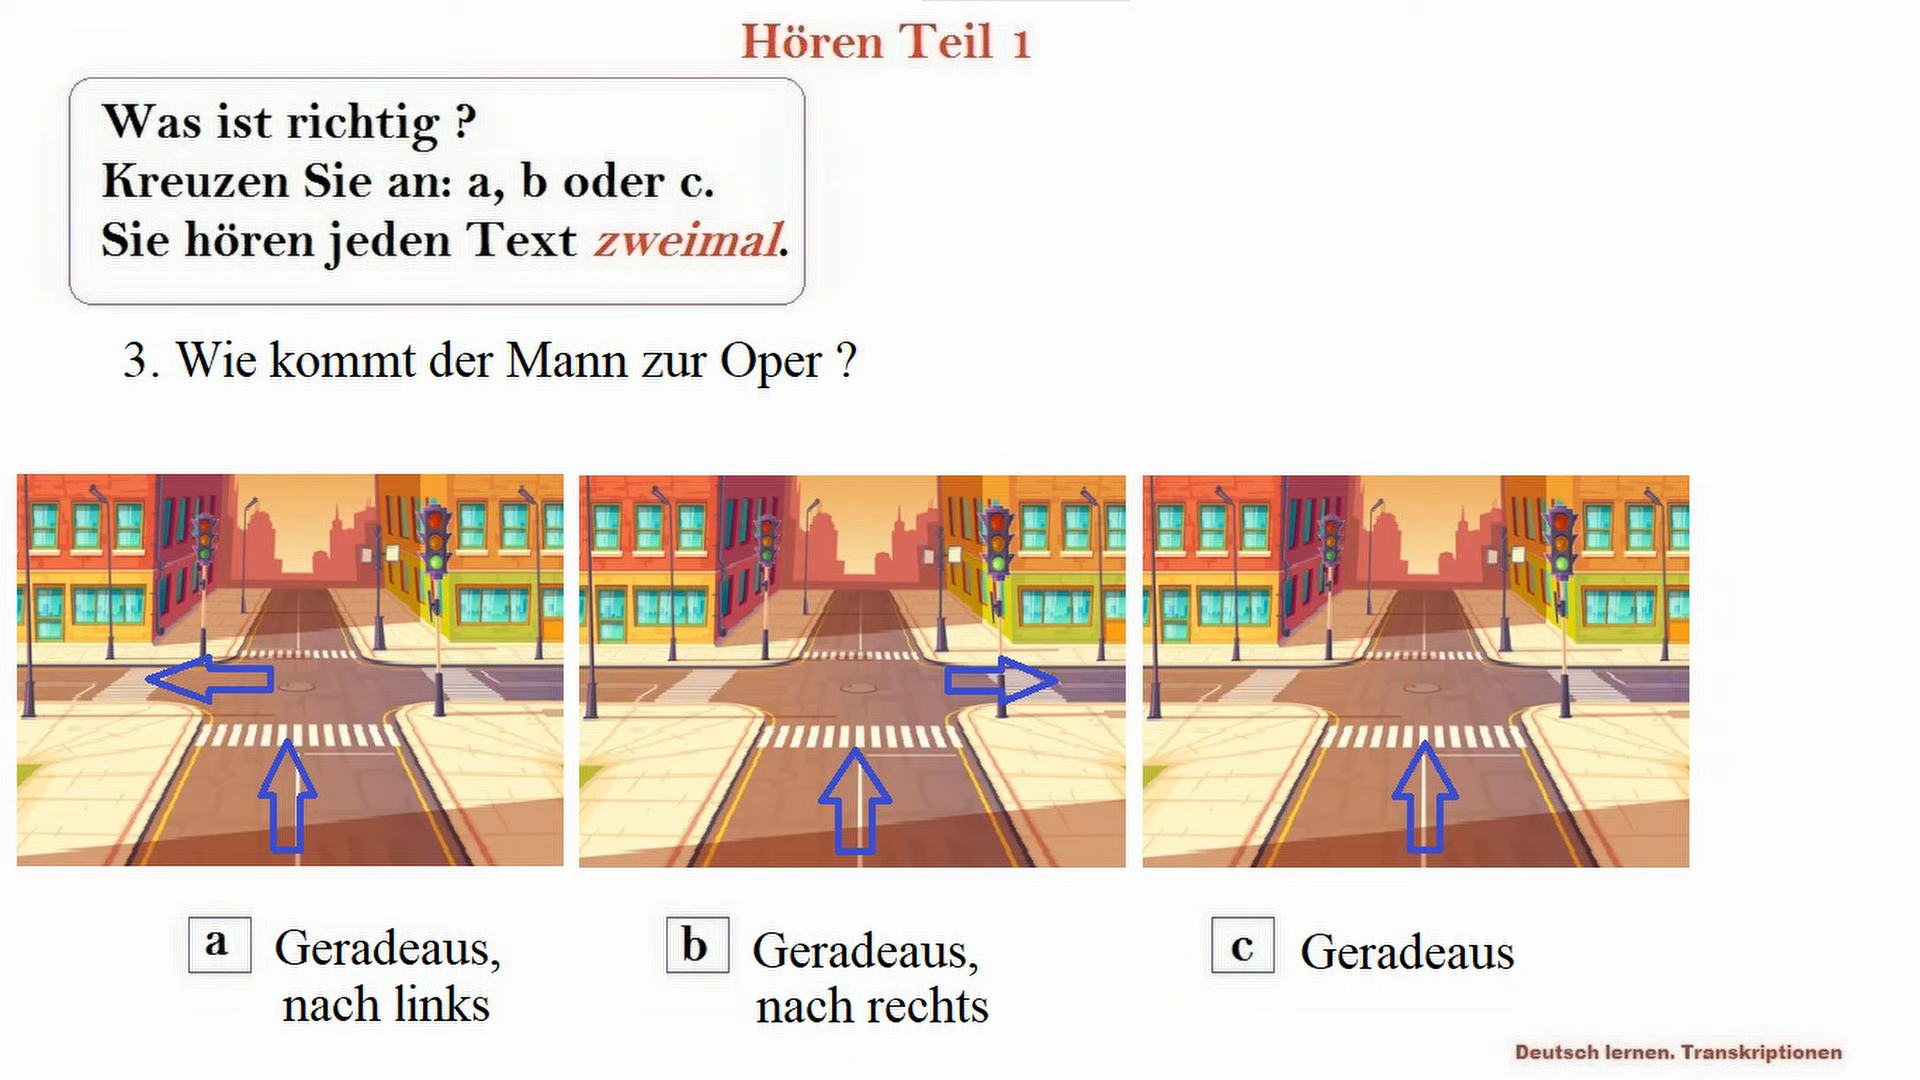 Hören Teil 1
Was ist richtig ?
Kreuzen Sie an: a, b oder c.
Sie hören jeden Text zweimal.
3. Wie kommt der Mann zur Oper ?
a Geradeaus,
nach links
b Geradeaus,
nach rechts
c Geradeaus
Deutsch lernen. Transkriptionen